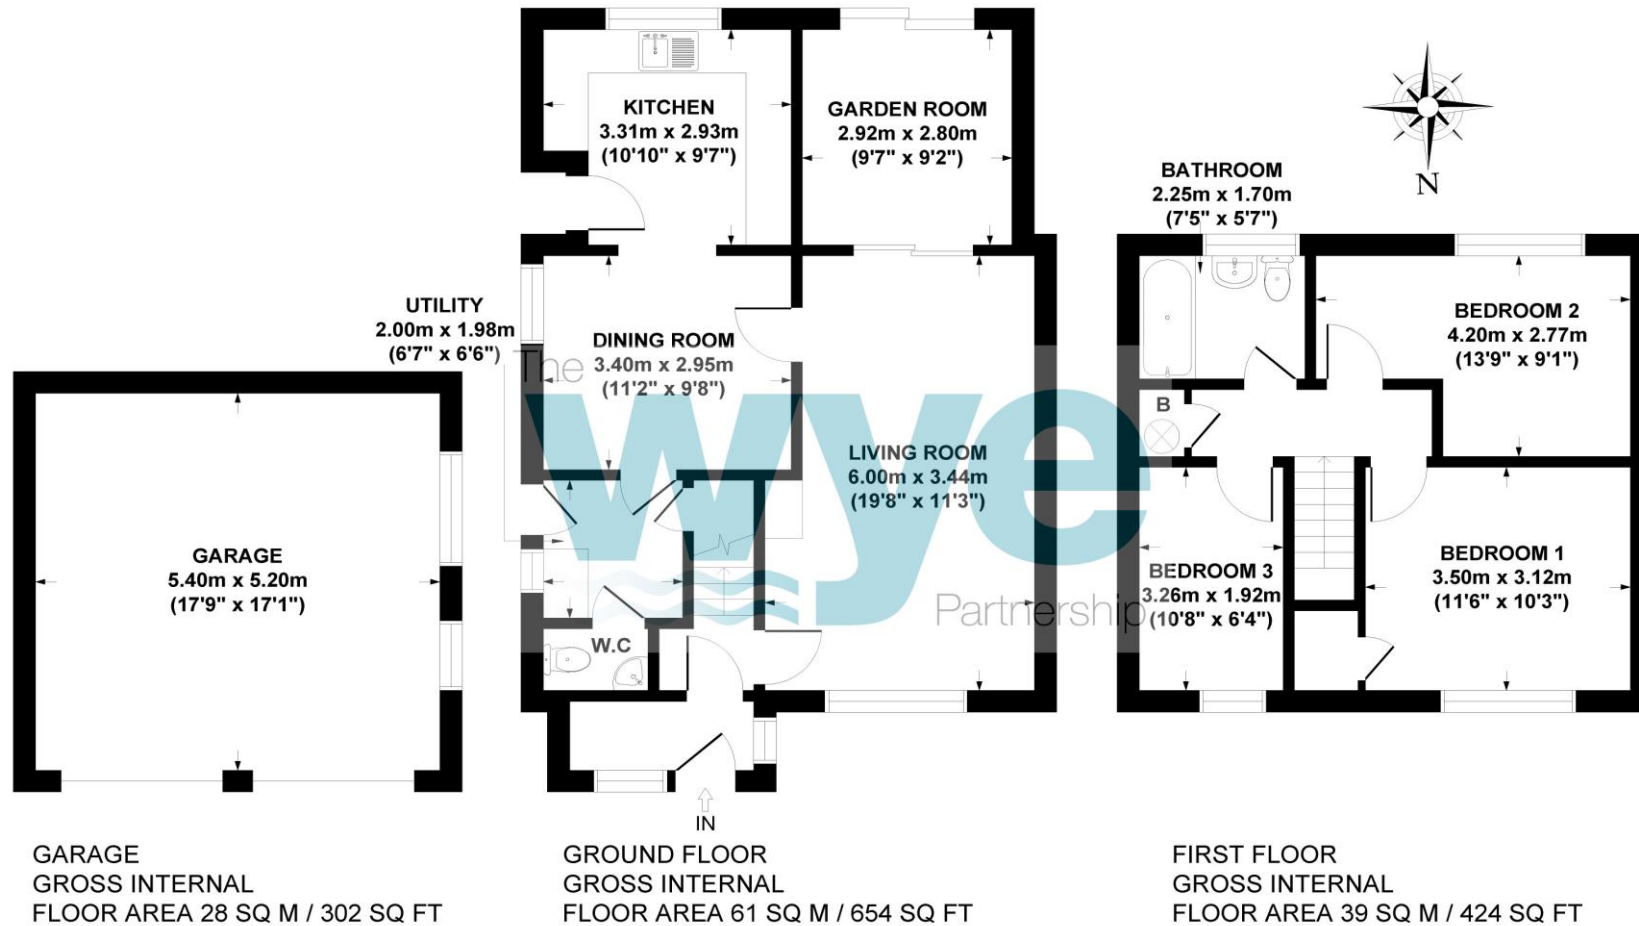 KITCHEN
3.31m x 2.93m
(10'10" x 9'7")
GARDEN ROOM
2.92m x 2.80m
(9'7" x 9'2")
N
BATHROOM
2.25m x 1.70m
(7'5" x 5'7")
UTILITY
2.00m x 1.98m
(6'7" x 6'6")
DINING ROOM
3.40m x 2.95m
(11'2" x 9'8")
BEDROOM 2
4.20m x 2.77m
(13'9" x 9'1")
The
wye
Partnership
B
LIVING ROOM
6.00m x 3.44m
(19'8" x 11'3")
GARAGE
5.40m x 5.20m
(17'9" x 17'1")
BEDROOM 3
3.26m x 1.92m
(10'8" x 6'4")
BEDROOM 1
3.50m x 3.12m
(11'6" x 10'3")
W.C
IN
GARAGE
GROSS INTERNAL
FLOOR AREA 28 SQ M / 302 SQ FT
GROUND FLOOR
GROSS INTERNAL
FLOOR AREA 61 SQ M / 654 SQ FT
FIRST FLOOR
GROSS INTERNAL
FLOOR AREA 39 SQ M / 424 SQ FT